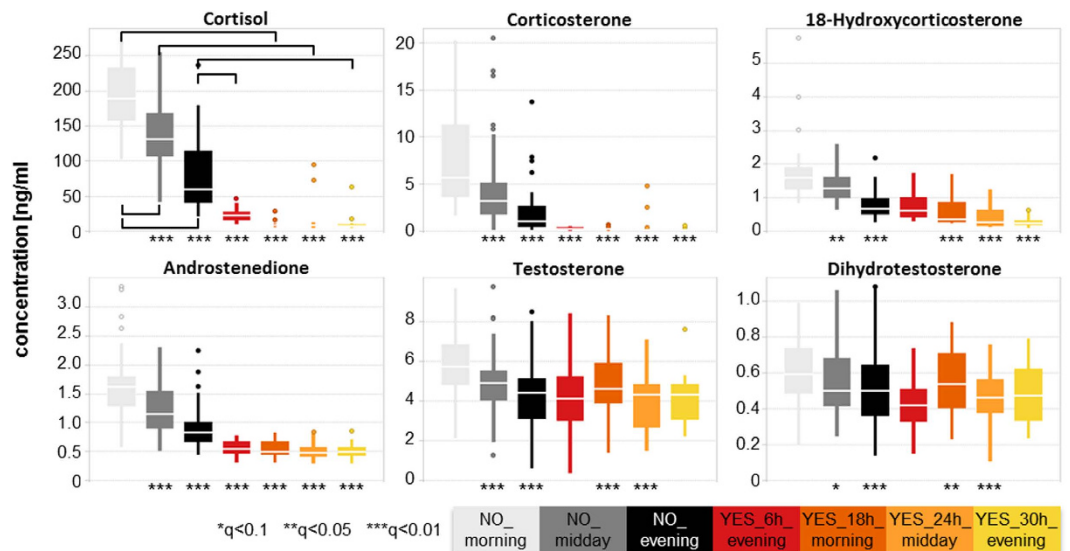 Cortisol Corticosterone 18-Hydroxycorticosterone
250
200
150
100
50
0
20
15
10
5
0
5
4
3
2
1
0
*** *** *** *** *** ***
*** *** *** *** *** ***
** *** *** *** ***
concentration [ng/ml]
Androstenedione Testosterone Dihydrotestosterone
3.0
2.5
2.0
1.5
1.0
0.5
0
8
6
4
2
0
1.0
0.8
0.6
0.4
0.2
0
*** *** *** *** *** ***
*** *** *** ***
* *** ** ***
*q<0.1 **q<0.05 ***q<0.01
NO_ NO_ NO_ YES_6h_ YES_18h_ YES_24h_ YES_30h_
morning midday evening evening morning midday evening